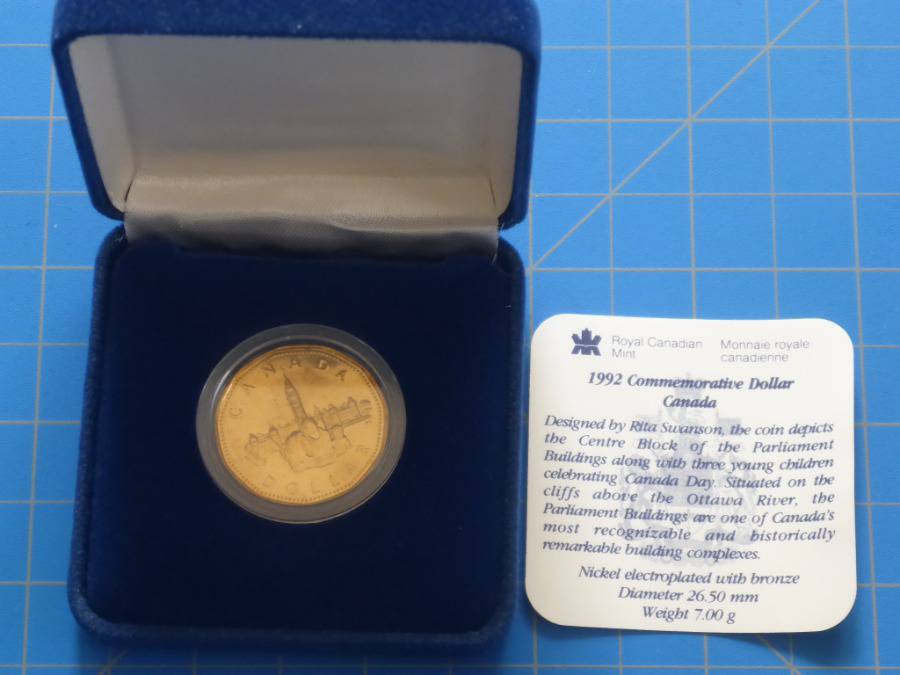 CANADA
DOLLAR
Royal Canadian Mint
Monnaie royale canadienne
1992 Commemorative Dollar
Canada
Designed by Rita Swanson, the coin depicts
the Centre Block of the Parliament
Buildings along with three young children
celebrating Canada Day. Situated on the
cliffs above the Ottawa River, the
Parliament Buildings are one of Canada's
most recognizable and historically
remarkable building complexes.
Nickel electroplated with bronze
Diameter 26.50 mm
Weight 7.00 g